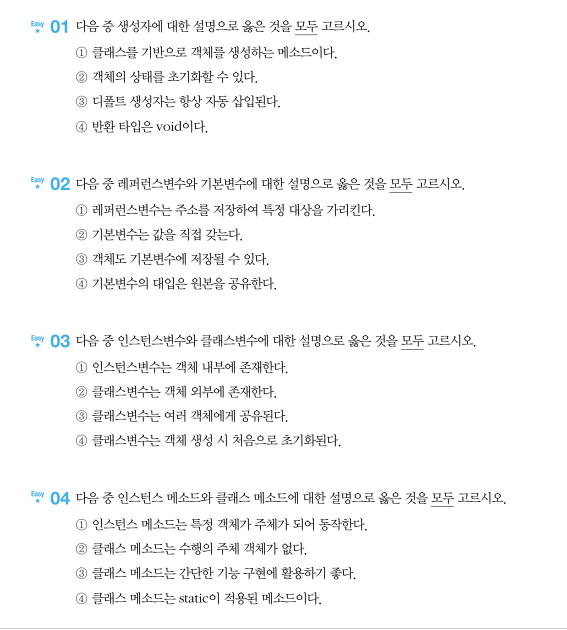 Easy ★ 01 다음 중 생성자에 대한 설명으로 옳은 것을 모두 고르시오.
① 클래스를 기반으로 객체를 생성하는 메소드이다.
② 객체의 상태를 초기화할 수 있다.
③ 디폴트 생성자는 항상 자동 삽입된다.
④ 반환 타입은 void이다.
Easy ★ 02 다음 중 레퍼런스변수와 기본변수에 대한 설명으로 옳은 것을 모두 고르시오.
① 레퍼런스변수는 주소를 저장하여 특정 대상을 가리킨다.
② 기본변수는 값을 직접 갖는다.
③ 객체도 기본변수에 저장될 수 있다.
④ 기본변수의 대입은 원본을 공유한다.
Easy ★ 03 다음 중 인스턴스변수와 클래스변수에 대한 설명으로 옳은 것을 모두 고르시오.
① 인스턴스변수는 객체 내부에 존재한다.
② 클래스변수는 객체 외부에 존재한다.
③ 클래스변수는 여러 객체에게 공유된다.
④ 클래스변수는 객체 생성 시 처음으로 초기화된다.
Easy ★ 04 다음 중 인스턴스 메소드와 클래스 메소드에 대한 설명으로 옳은 것을 모두 고르시오.
① 인스턴스 메소드는 특정 객체가 주체가 되어 동작한다.
② 클래스 메소드는 수행의 주체 객체가 없다.
③ 클래스 메소드는 간단한 기능 구현에 활용하기 좋다.
④ 클래스 메소드는 static이 적용된 메소드이다.